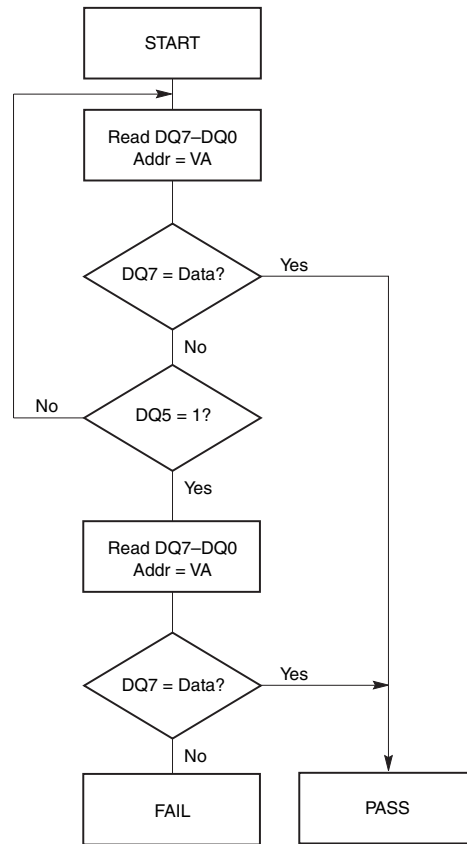 START
Read DQ7–DQ0
Addr = VA
DQ7 = Data?
Yes
No
No
DQ5 = 1?
Yes
Read DQ7–DQ0
Addr = VA
DQ7 = Data?
Yes
No
FAIL
PASS